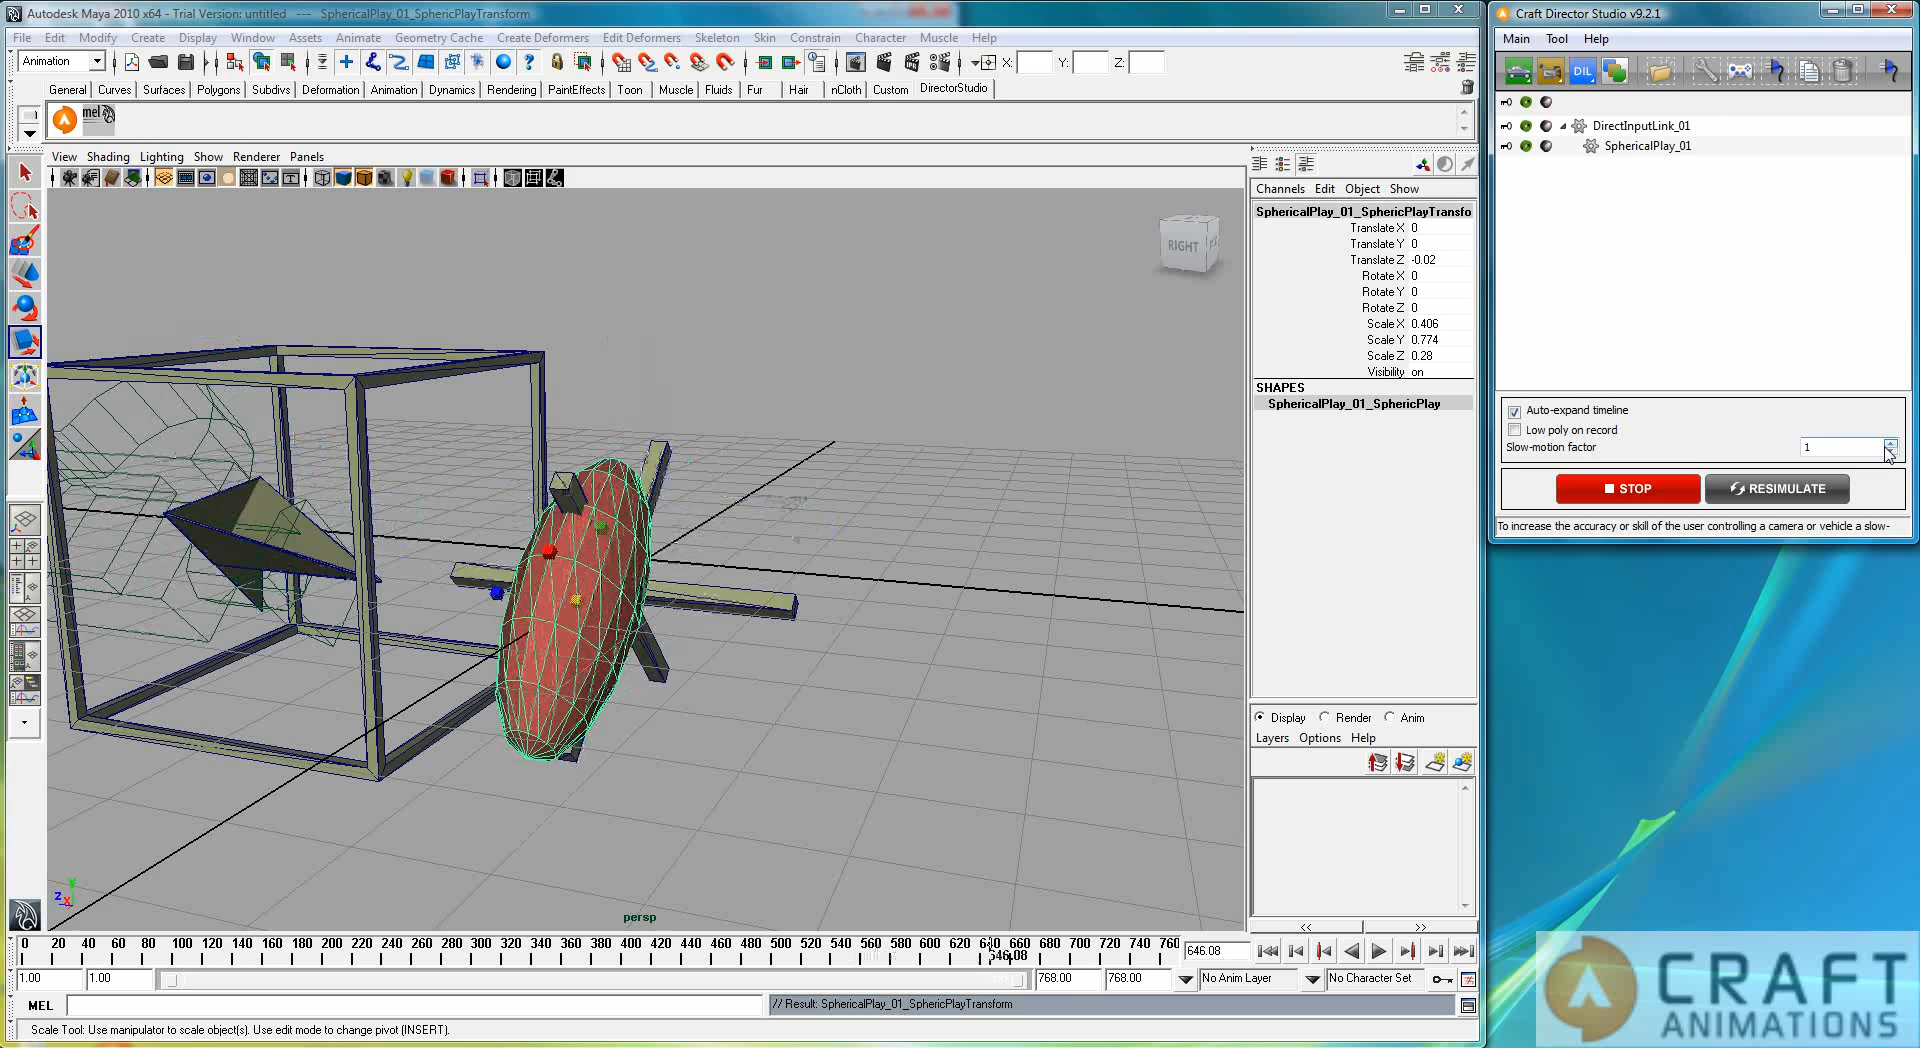 Autodesk Maya 2010 x64 - Trial Version: untitled --- SphericalPlay_01_SphericPlayTransform
File Edit Modify Create Display Window Assets Animate Geometry Cache Create Deformers Edit Deformers Skeleton Skin Constrain Character Muscle Help
Animation X: Y: Z:
General Curves Surfaces Polygons Subdivs Deformation Animation Dynamics Rendering PaintEffects Toon Muscle Fluids Fur Hair nCloth Custom DirectorStudio
mel
View Shading Lighting Show Renderer Panels
RIGHT
persp
Channels Edit Object Show
SphericalPlay_01_SphericPlayTransfo
Translate X 0
Translate Y 0
Translate Z -0.02
Rotate X 0
Rotate Y 0
Rotate Z 0
Scale X 0.406
Scale Y 0.774
Scale Z 0.28
Visibility on
SHAPES
SphericalPlay_01_SphericPlay
Display Render Anim
Layers Options Help
<< >>
0 20 40 60 80 100 120 140 160 180 200 220 240 260 280 300 320 340 360 380 400 420 440 460 480 500 520 540 560 580 600 620 640 660 680 700 720 740 760
646.08
646.08
1.00 1.00 768.00 768.00 No Anim Layer No Character Set
MEL // Result: SphericalPlay_01_SphericPlayTransform
Scale Tool: Use manipulator to scale object(s). Use edit mode to change pivot (INSERT).
Craft Director Studio v9.2.1
Main Tool Help
DIL
DirectInputLink_01
SphericalPlay_01
Auto-expand timeline
Low poly on record
Slow-motion factor 1
STOP RESIMULATE
To increase the accuracy or skill of the user controlling a camera or vehicle a slow-
CRAFT
ANIMATIONS